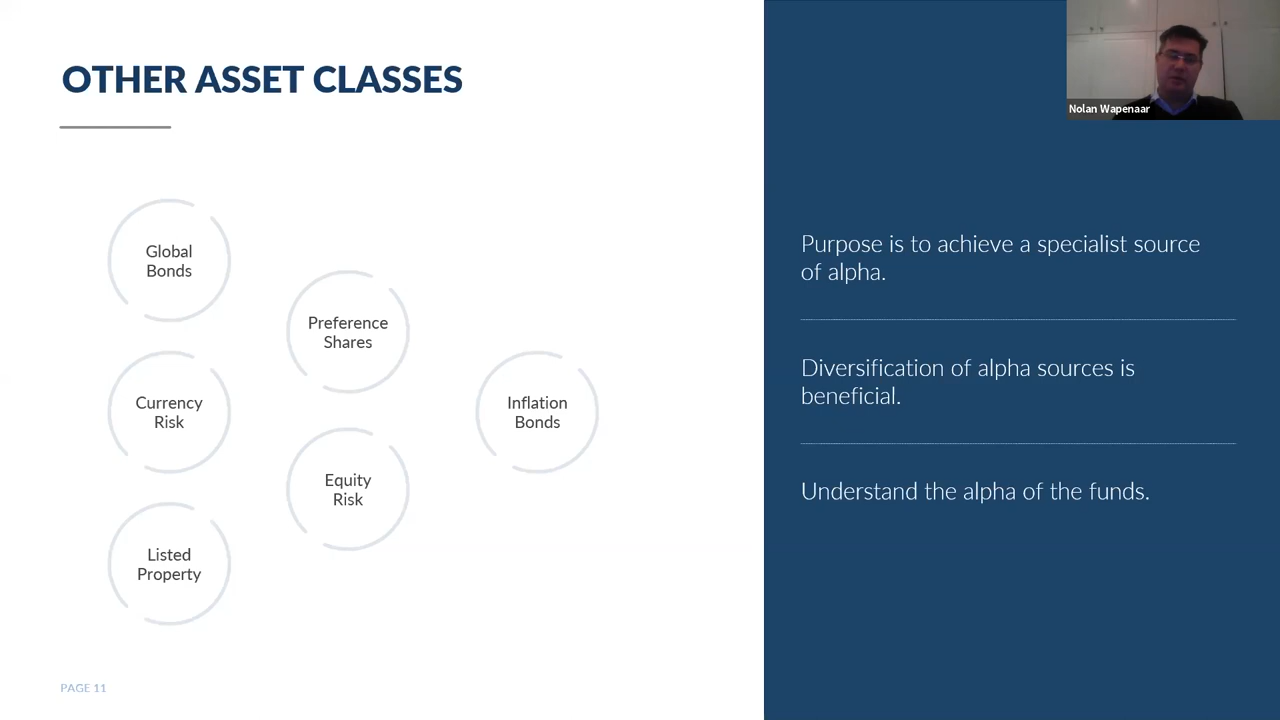 OTHER ASSET CLASSES
Nolan Wapenaar
Global
Bonds
Currency
Risk
Listed
Property
Preference
Shares
Equity
Risk
Inflation
Bonds
Purpose is to achieve a specialist source
of alpha.
Diversification of alpha sources is
beneficial.
Understand the alpha of the funds.
PAGE 11